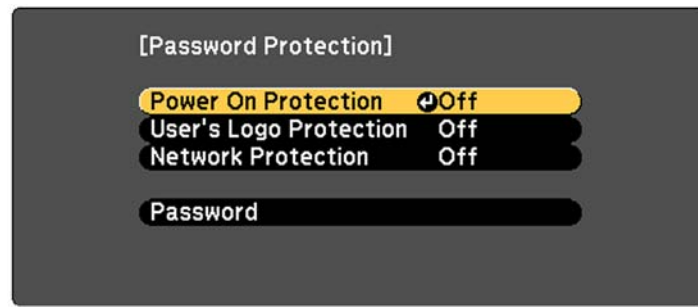 [Password Protection]
Power On Protection Off
User's Logo Protection Off
Network Protection Off
Password